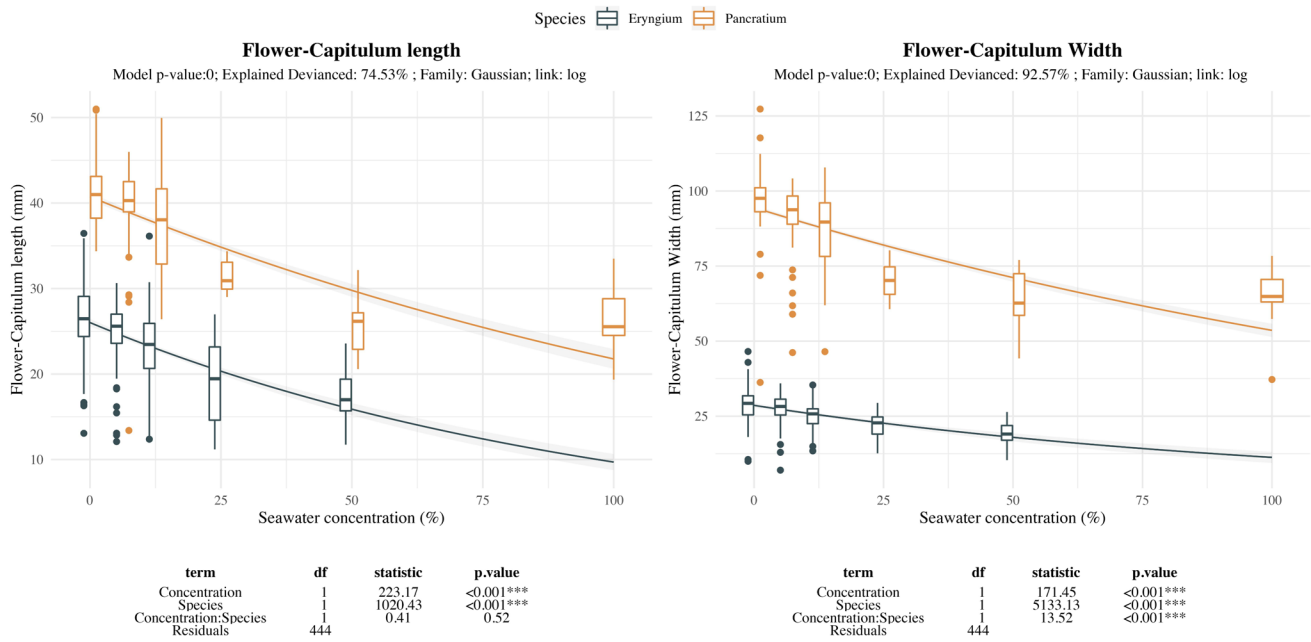 Species Eryngium Pancratium
Flower-Capitulum length
Model p-value:0; Explained Devianced: 74.53% ; Family: Gaussian; link: log
50
40
30
20
10
Flower-Capitulum length (mm)
0 25 50 75 100
Seawater concentration (%)
term df statistic p.value
Concentration 1 223.17 <0.001***
Species 1 1020.43 <0.001***
Concentration:Species 1 0.41 0.52
Residuals 444
Flower-Capitulum Width
Model p-value:0; Explained Devianced: 92.57% ; Family: Gaussian; link: log
125
100
75
50
25
Flower-Capitulum Width (mm)
0 25 50 75 100
Seawater concentration (%)
term df statistic p.value
Concentration 1 171.45 <0.001***
Species 1 5133.13 <0.001***
Concentration:Species 1 13.52 <0.001***
Residuals 444